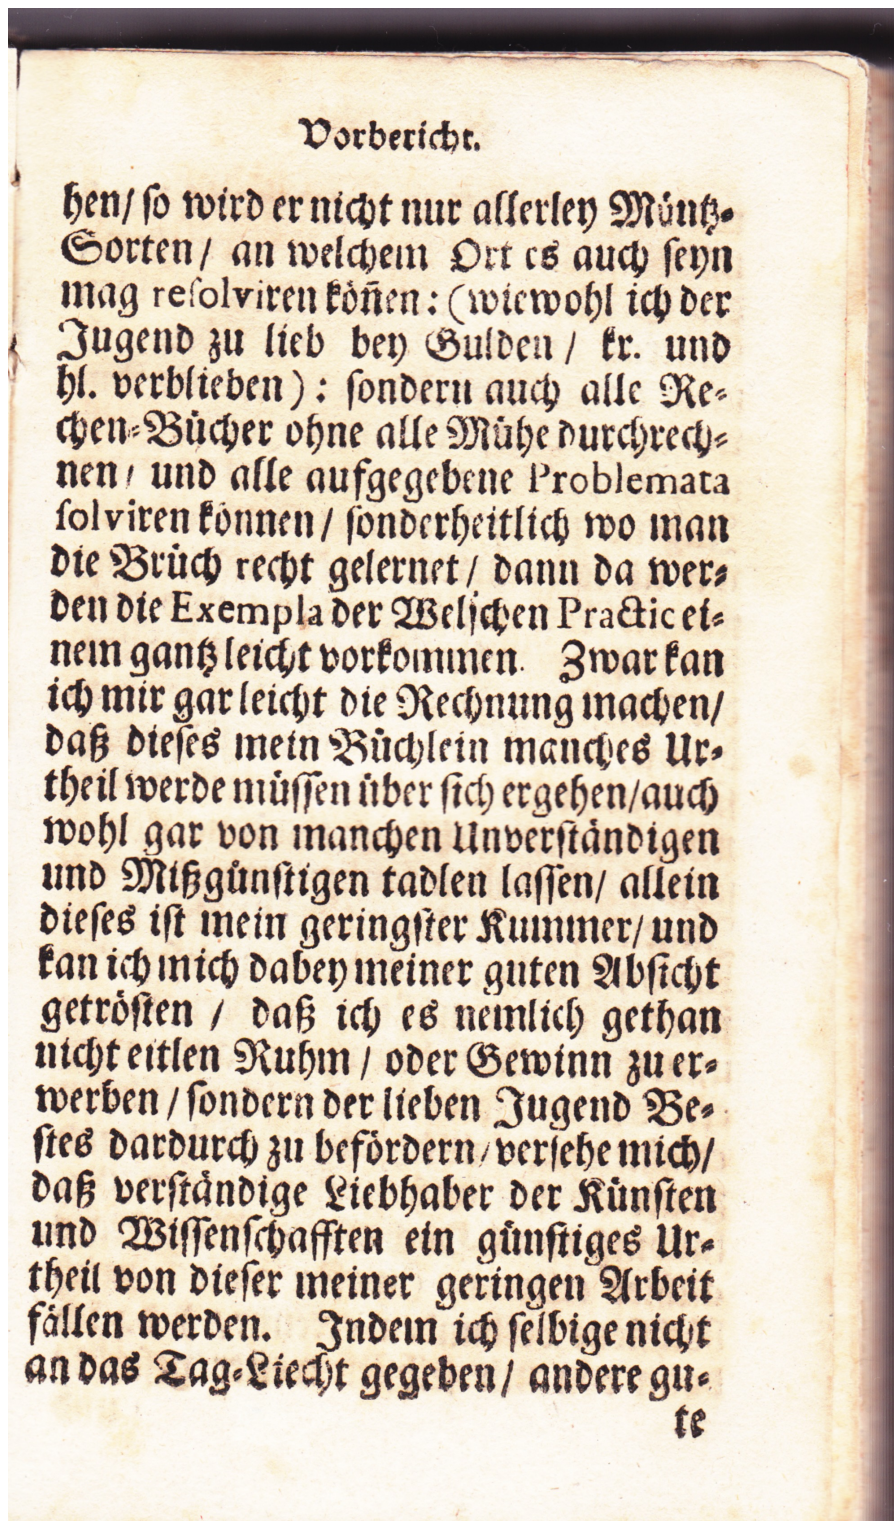 Vorbericht.
hen/ so wird er nicht nur allerley Müntz-
Sorten/ an welchem Ort es auch seyn
mag resolviren köñen: (wiewohl ich der
Jugend zu lieb bey Gulden / kr. und
hl. verblieben): sondern auch alle Re-
chen-Bücher ohne alle Mühe durchrech-
nen/ und alle aufgegebene Problemata
solviren können/ sonderheitlich wo man
die Brüch recht gelernet/ dann da wer-
den die Exempla der Welschen Practic ei-
nem gantz leicht vorkommen. Zwar kan
ich mir gar leicht die Rechnung machen/
daß dieses mein Büchlein manches Ur-
theil werde müssen über sich ergehen/auch
wohl gar von manchen Unverständigen
und Mißgünstigen tadlen lassen/ allein
dieses ist mein geringster Kummer/ und
kan ich mich dabey meiner guten Absicht
getrösten / daß ich es nemlich gethan
nicht eitlen Ruhm / oder Gewinn zu er-
werben / sondern der lieben Jugend Be-
stes dardurch zu befördern/ versehe mich/
daß verständige Liebhaber der Künsten
und Wissenschafften ein günstiges Ur-
theil von dieser meiner geringen Arbeit
fällen werden. Indem ich selbige nicht
an das Tag-Liecht gegeben/ andere gu-
te